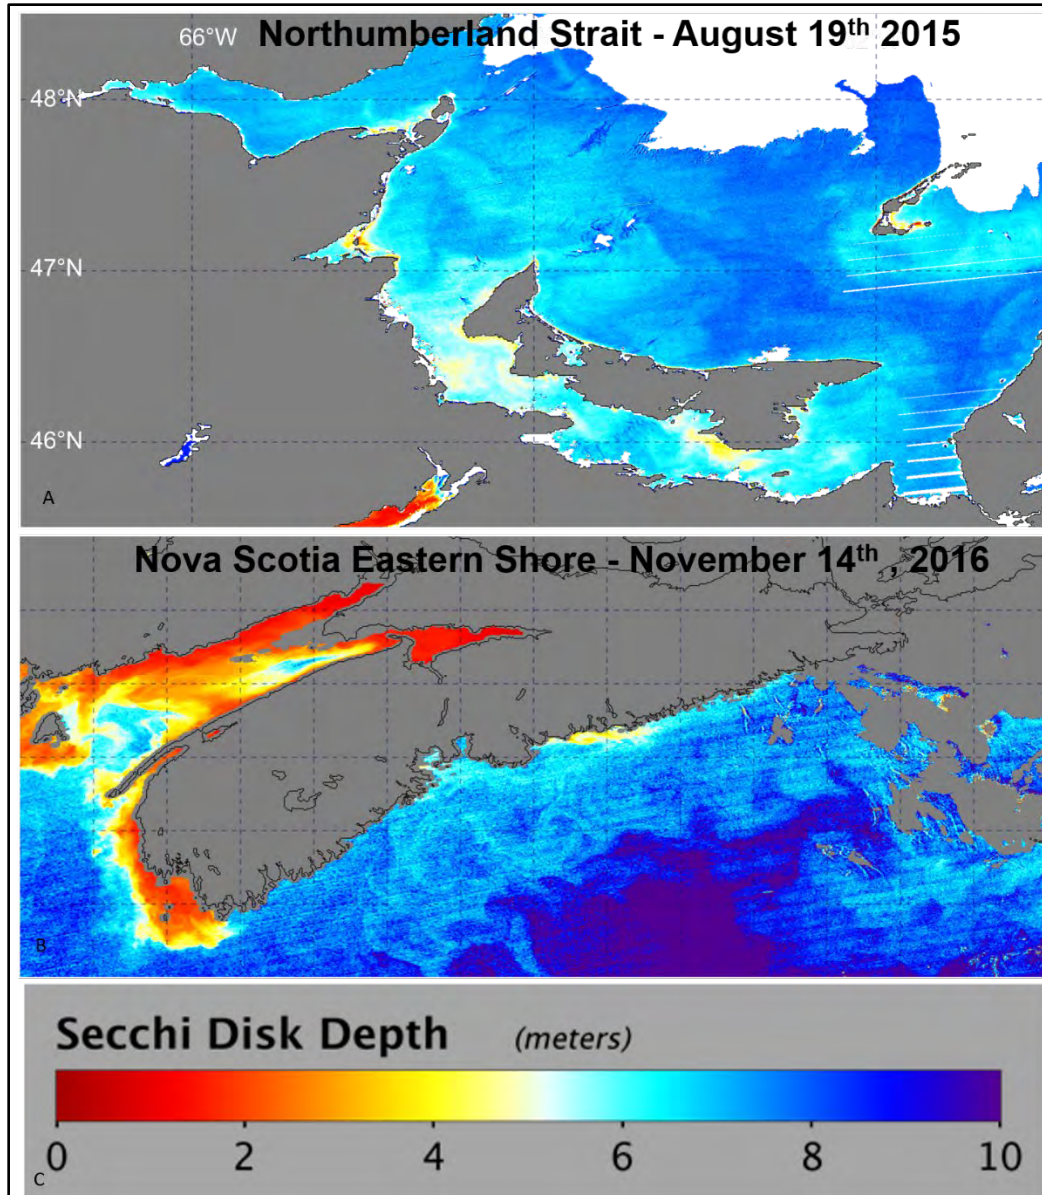 66°W Northumberland Strait - August 19th 2015
48°N
47°N
46°N
A
Nova Scotia Eastern Shore - November 14th , 2016
B
Secchi Disk Depth (meters)
0 2 4 6 8 10
C